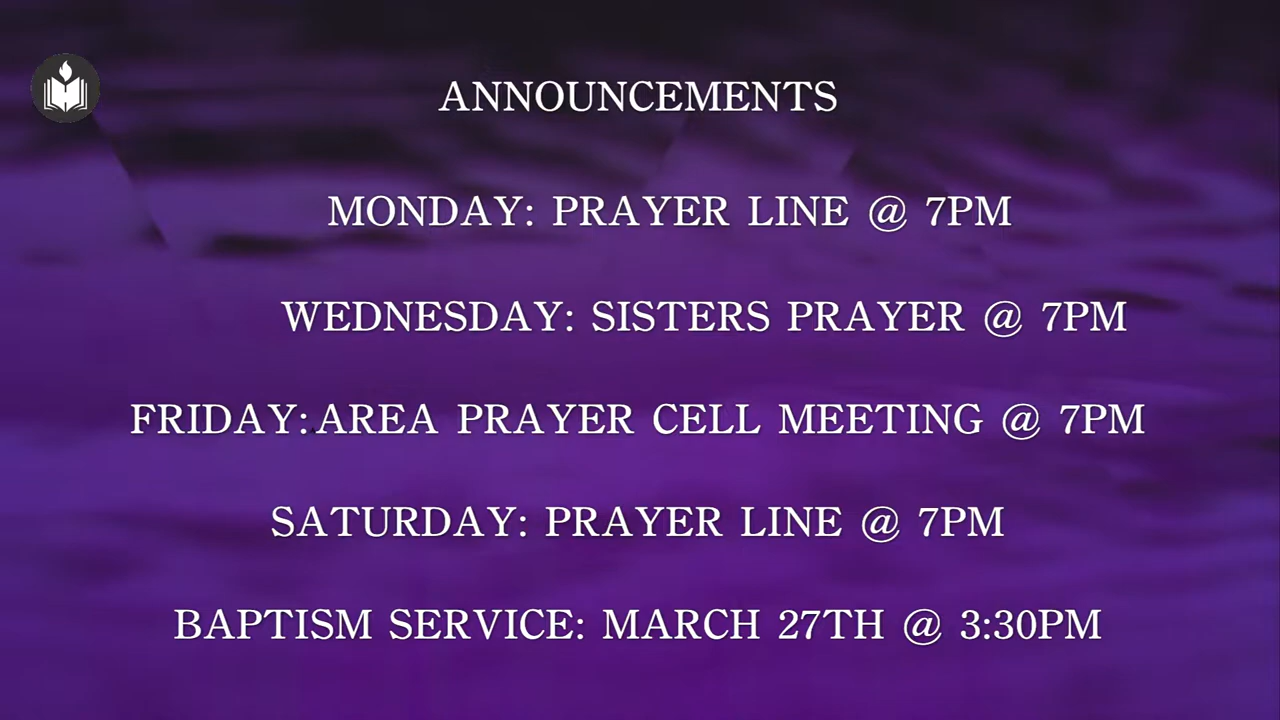 ANNOUNCEMENTS
MONDAY: PRAYER LINE @ 7PM
WEDNESDAY: SISTERS PRAYER @ 7PM
FRIDAY: AREA PRAYER CELL MEETING @ 7PM
SATURDAY: PRAYER LINE @ 7PM
BAPTISM SERVICE: MARCH 27TH @ 3:30PM